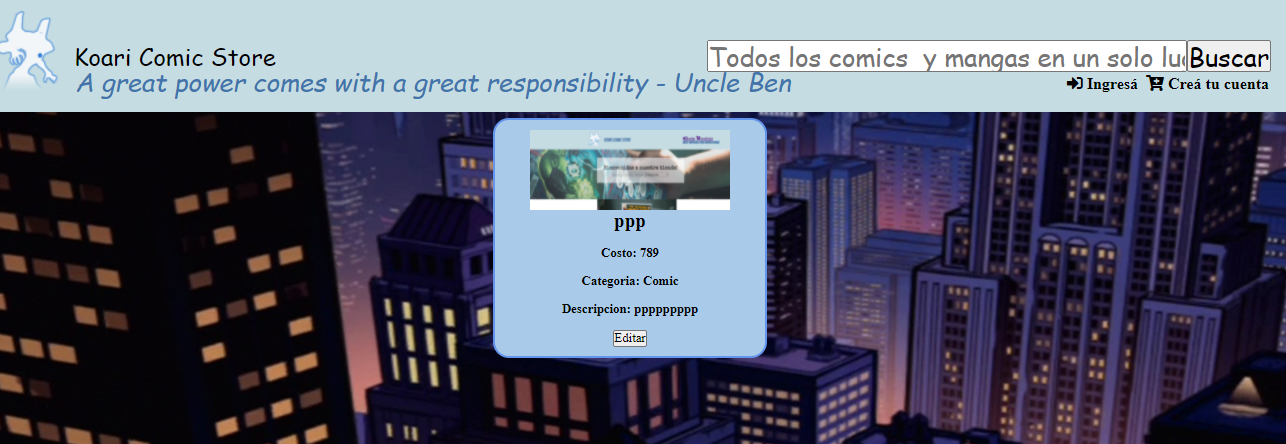 Koari Comic Store
A great power comes with a great responsibility - Uncle Ben
Todos los comics y mangas en un solo lu
Buscar
Ingresá Creá tu cuenta
ppp
Costo: 789
Categoria: Comic
Descripcion: ppppppppp
Editar